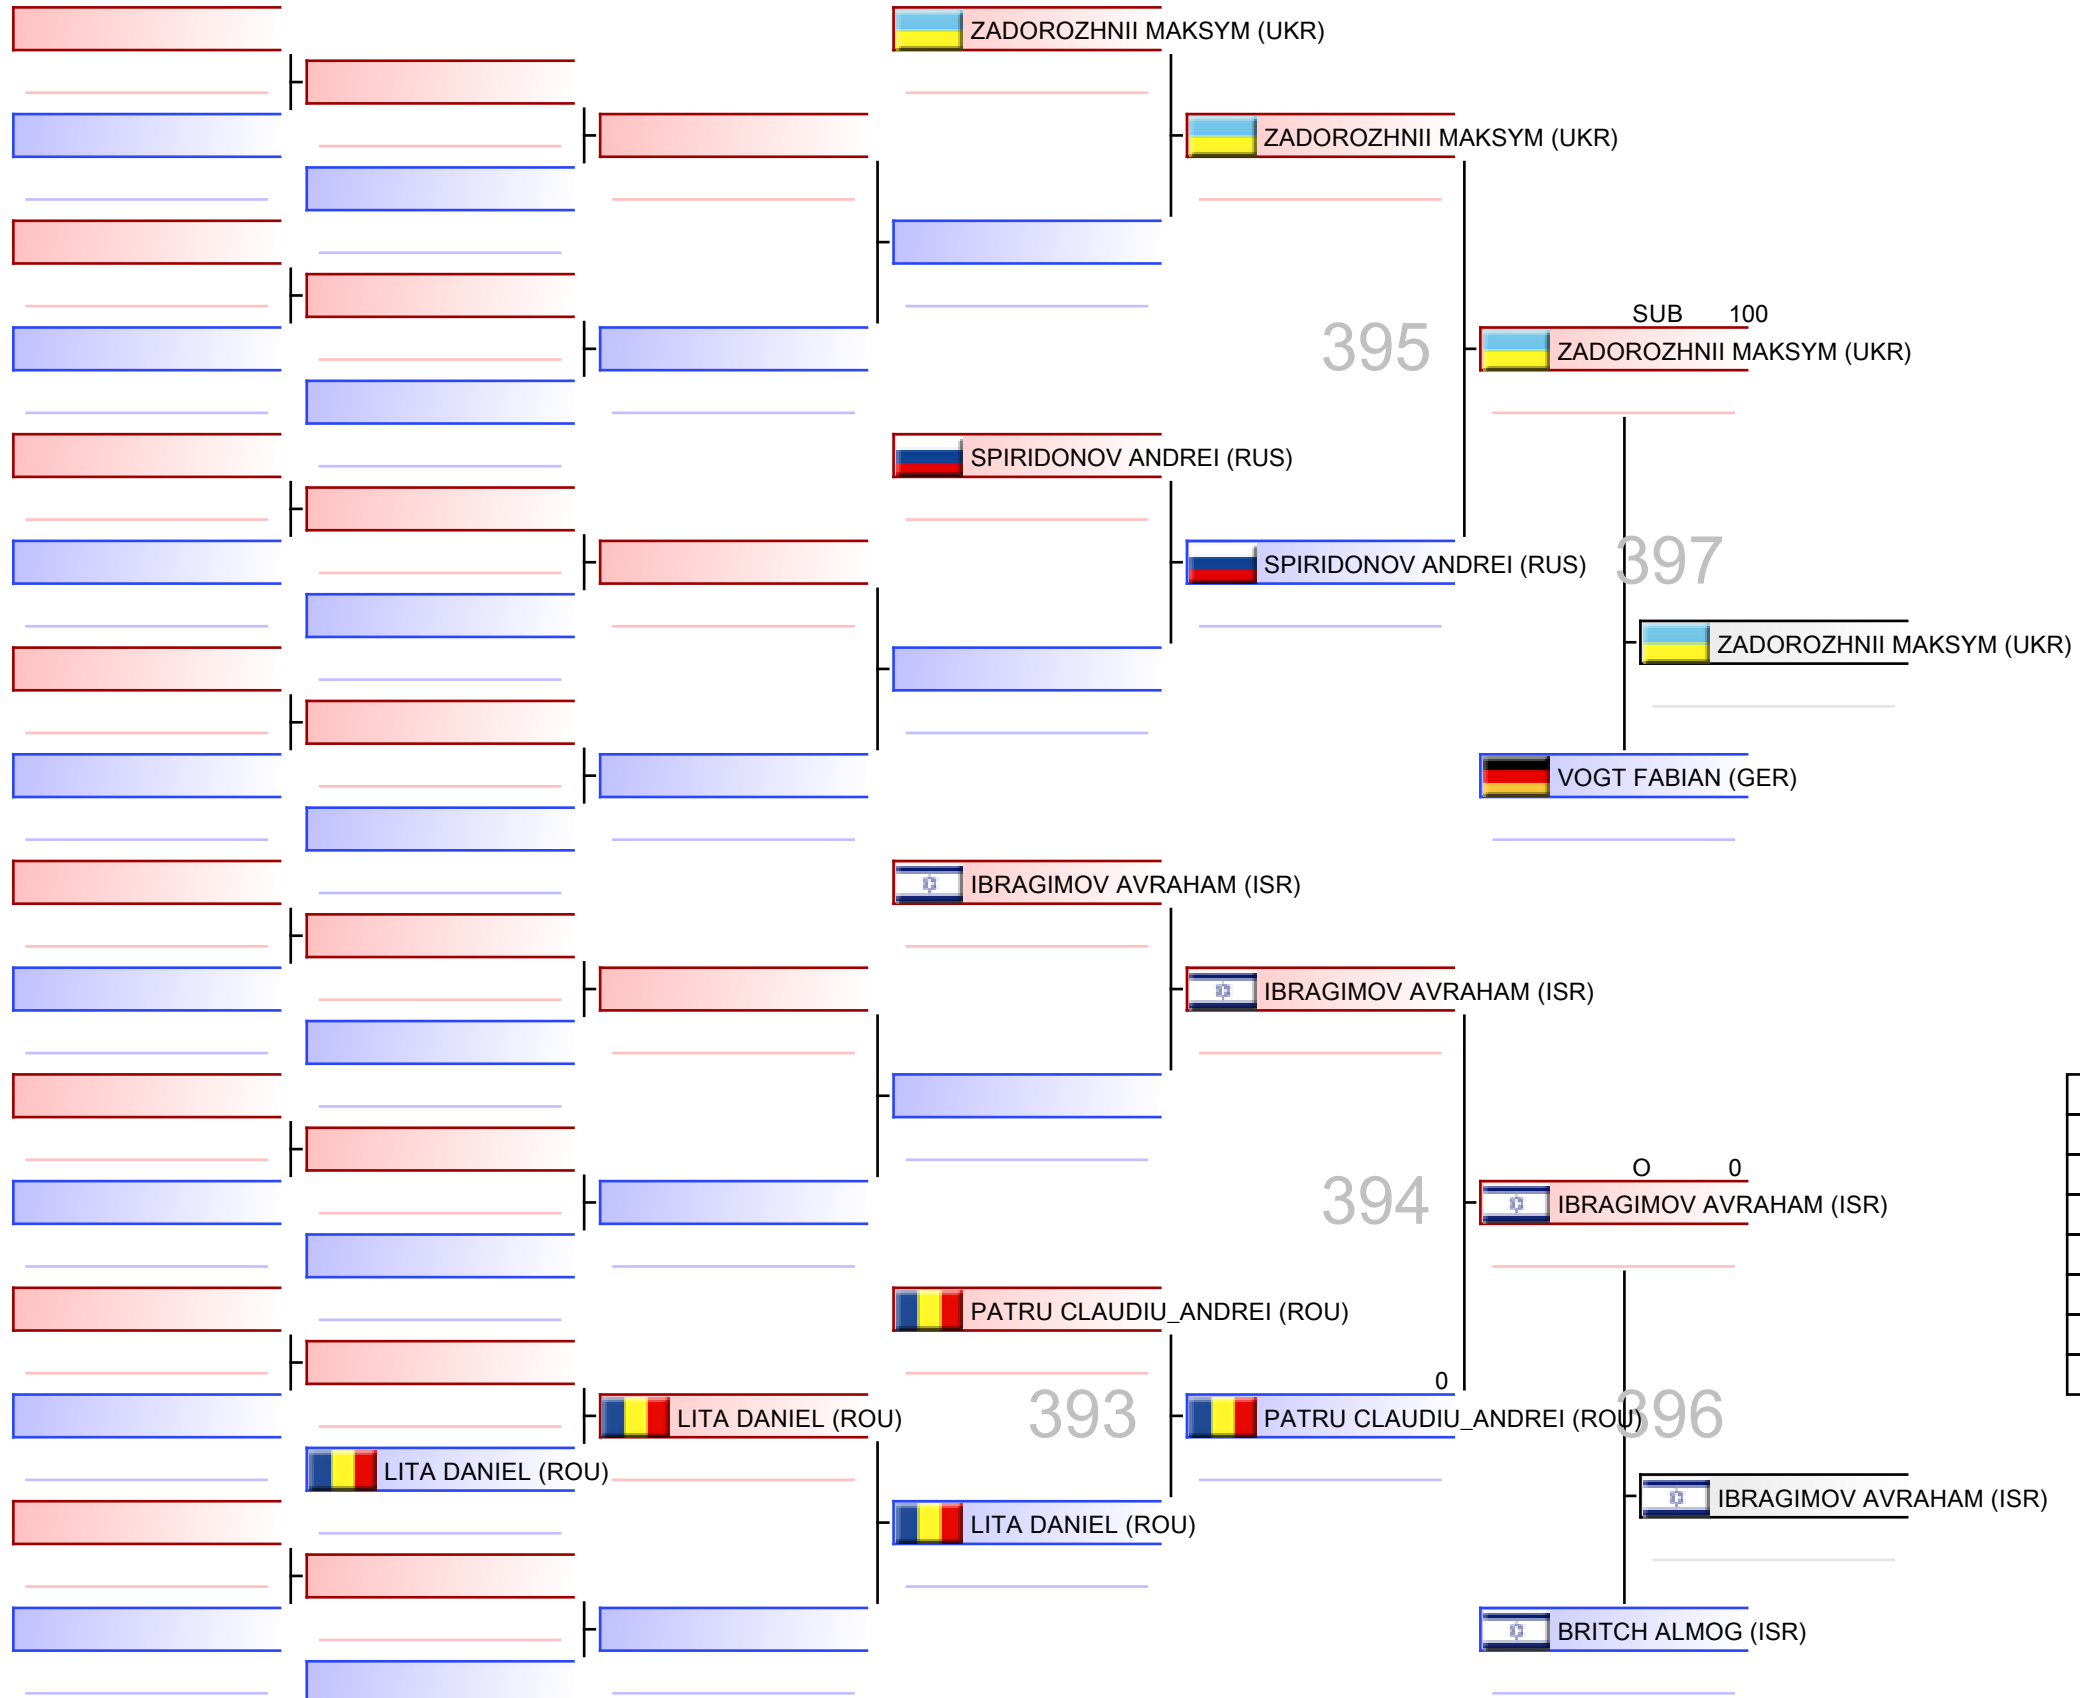 ZADOROZHNII MAKSYM (UKR)
ZADOROZHNII MAKSYM (UKR)
SUB 100
395
ZADOROZHNII MAKSYM (UKR)
SPIRIDONOV ANDREI (RUS)
SPIRIDONOV ANDREI (RUS)
397
ZADOROZHNII MAKSYM (UKR)
VOGT FABIAN (GER)
IBRAGIMOV AVRAHAM (ISR)
IBRAGIMOV AVRAHAM (ISR)
O 0
394
IBRAGIMOV AVRAHAM (ISR)
PATRU CLAUDIU_ANDREI (ROU)
0
LITA DANIEL (ROU)
393
PATRU CLAUDIU_ANDREI (ROU)
396
LITA DANIEL (ROU)
IBRAGIMOV AVRAHAM (ISR)
LITA DANIEL (ROU)
BRITCH ALMOG (ISR)